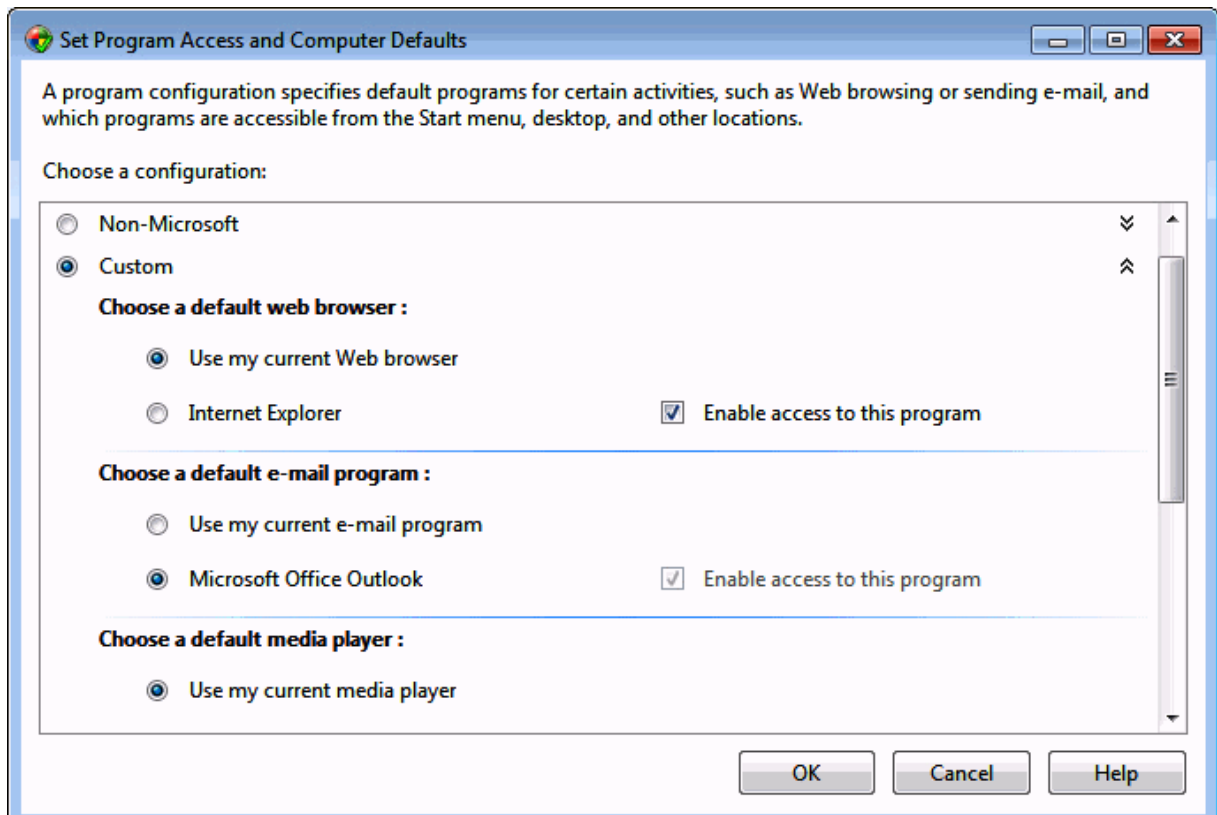 Set Program Access and Computer Defaults
A program configuration specifies default programs for certain activities, such as Web browsing or sending e-mail, and
which programs are accessible from the Start menu, desktop, and other locations.
Choose a configuration:
Non-Microsoft
Custom
Choose a default web browser :
Use my current Web browser
Internet Explorer Enable access to this program
Choose a default e-mail program :
Use my current e-mail program
Microsoft Office Outlook Enable access to this program
Choose a default media player :
Use my current media player
OK Cancel Help